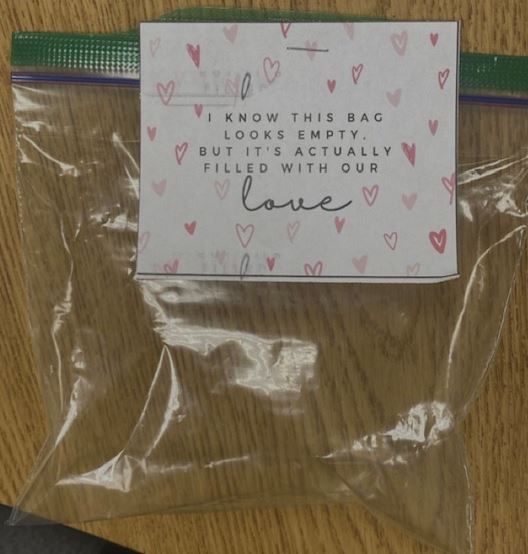 I KNOW THIS BAG
LOOKS EMPTY,
BUT IT'S ACTUALLY
FILLED WITH OUR
love